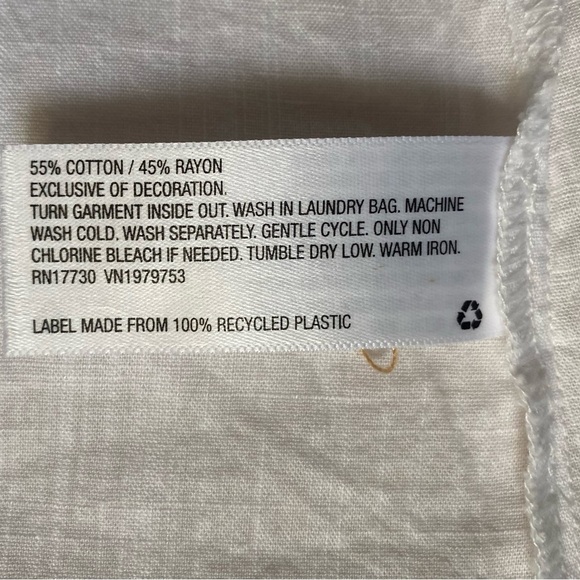 55% COTTON / 45% RAYON
EXCLUSIVE OF DECORATION.
TURN GARMENT INSIDE OUT. WASH IN LAUNDRY BAG. MACHINE
WASH COLD. WASH SEPARATELY. GENTLE CYCLE. ONLY NON
CHLORINE BLEACH IF NEEDED. TUMBLE DRY LOW. WARM IRON.
RN17730 VN1979753
LABEL MADE FROM 100% RECYCLED PLASTIC